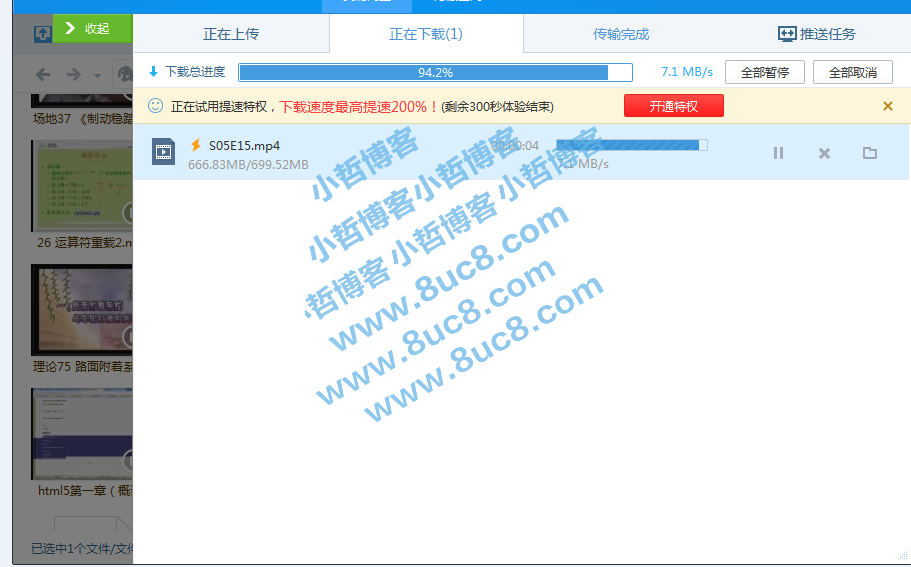 收起
正在上传
正在下载(1)
传输完成
推送任务
下载总进度
94.2%
7.1 MB/s
全部暂停
全部取消
正在试用提速特权，下载速度最高提速200%！(剩余300秒体验结束)
开通特权
S05E15.mp4
666.83MB/699.52MB
00:00:04
7.1 MB/s
场地37 《制动稳踏
26 运算符重载2.m
理论75 路面附着系
html5第一章（概
已选中1个文件/文件
小哲博客小哲博客
小哲博客小哲博客小哲博客
小哲博客小哲博客
www.8uc8.com
www.8uc8.com
www.8uc8.com